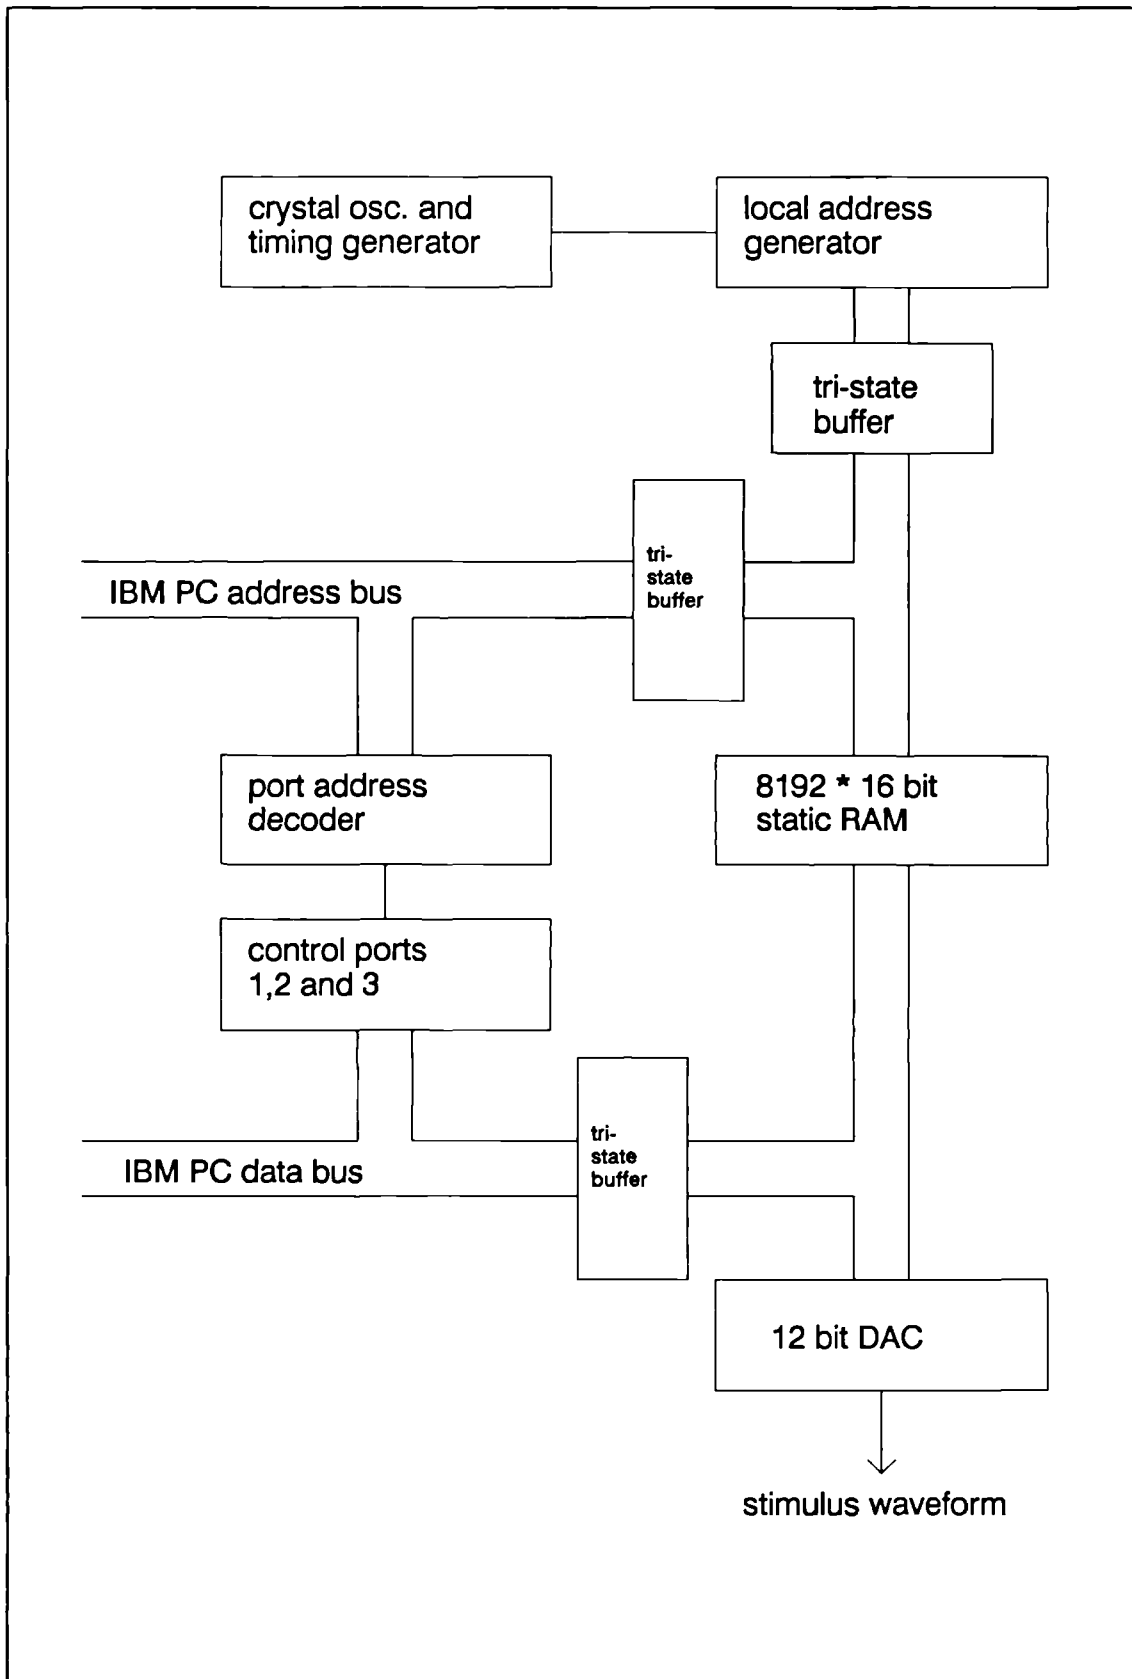 crystal osc. and
timing generator
local address
generator
tri-state
buffer
tri-
state
buffer
IBM PC address bus
port address
decoder
8192 * 16 bit
static RAM
control ports
1,2 and 3
tri-
state
buffer
IBM PC data bus
12 bit DAC
stimulus waveform